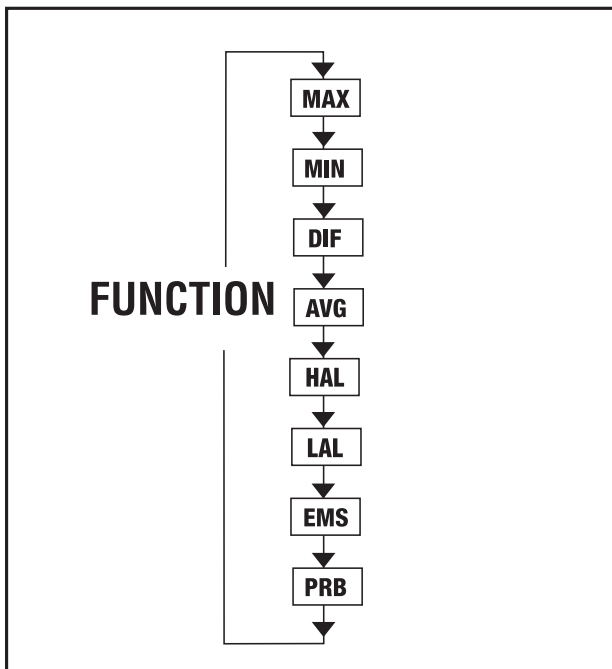 MAX
MIN
DIF
FUNCTION
AVG
HAL
LAL
EMS
PRB